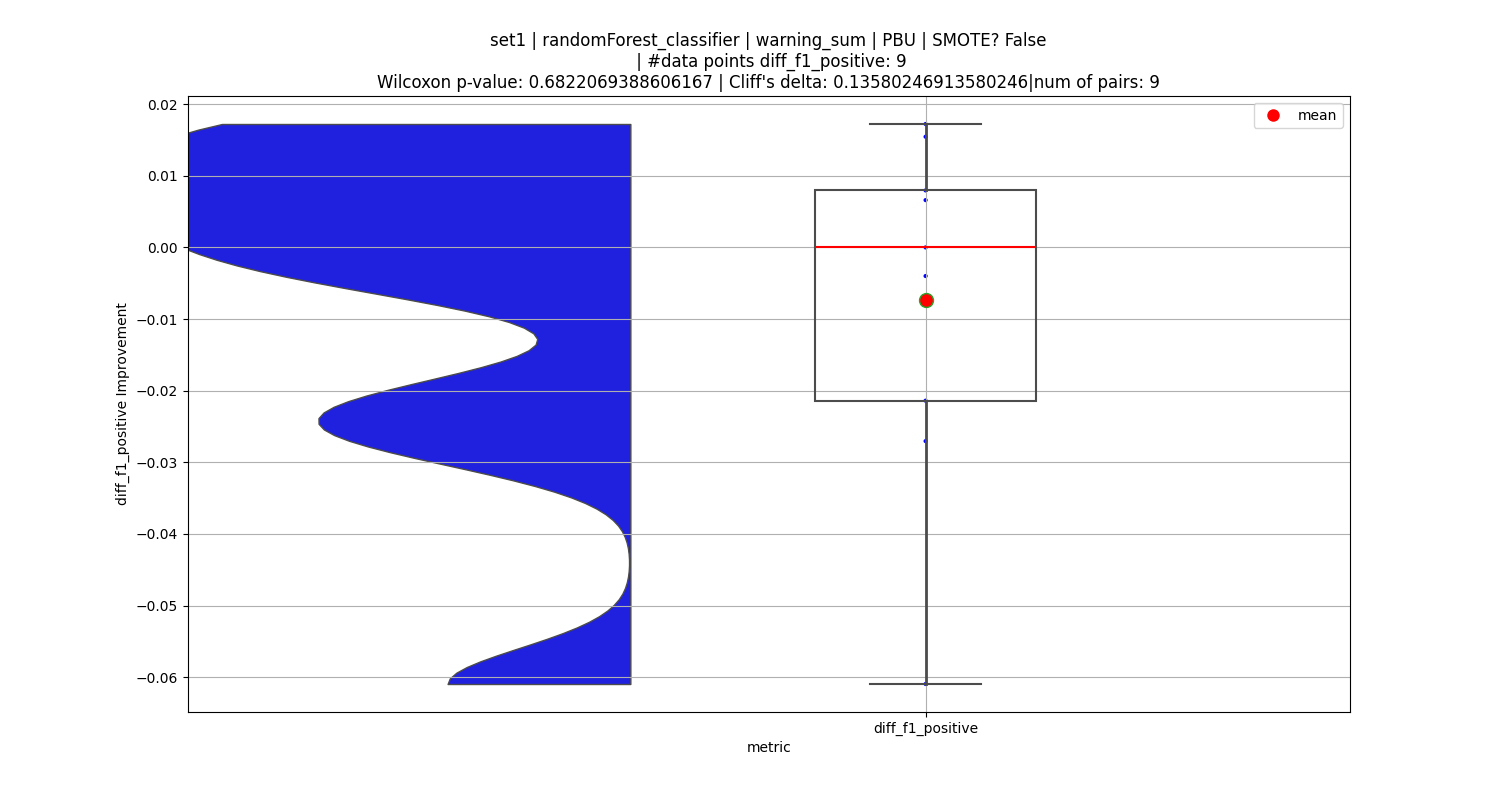 set1 | randomForest_classifier | warning_sum | PBU | SMOTE? False
| #data points diff_f1_positive: 9
Wilcoxon p-value: 0.6822069388606167 | Cliff's delta: 0.13580246913580246|num of pairs: 9
mean
0.02
0.01
0.00
−0.01
−0.02
−0.03
−0.04
−0.05
−0.06
diff_f1_positive Improvement
diff_f1_positive
metric